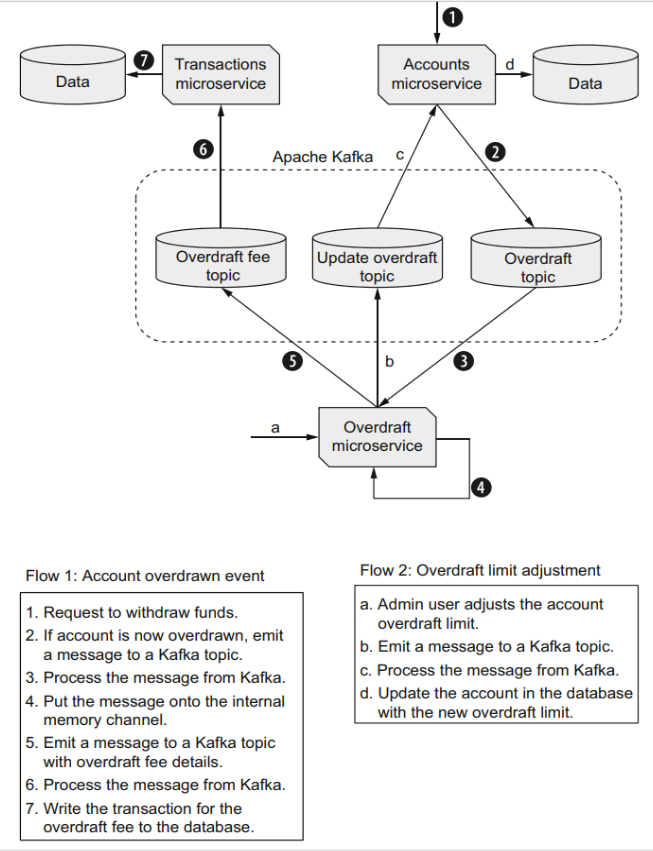 1
7
Transactions
microservice
Accounts
microservice
d
Data
Data
6
Apache Kafka
c
2
Overdraft fee
topic
Update overdraft
topic
Overdraft
topic
5
b
3
a
Overdraft
microservice
4
Flow 1: Account overdrawn event
1. Request to withdraw funds.
2. If account is now overdrawn, emit
a message to a Kafka topic.
3. Process the message from Kafka.
4. Put the message onto the internal
memory channel.
5. Emit a message to a Kafka topic
with overdraft fee details.
6. Process the message from Kafka.
7. Write the transaction for the
overdraft fee to the database.
Flow 2: Overdraft limit adjustment
a. Admin user adjusts the account
overdraft limit.
b. Emit a message to a Kafka topic.
c. Process the message from Kafka.
d. Update the account in the database
with the new overdraft limit.